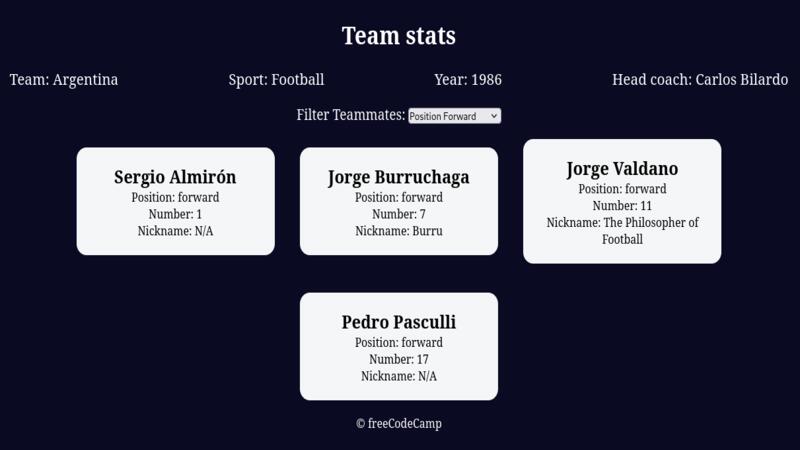 Team stats
Team: Argentina
Sport: Football
Year: 1986
Head coach: Carlos Bilardo
Filter Teammates: Position Forward
Sergio Almirón
Position: forward
Number: 1
Nickname: N/A
Jorge Burruchaga
Position: forward
Number: 7
Nickname: Burru
Jorge Valdano
Position: forward
Number: 11
Nickname: The Philosopher of
Football
Pedro Pasculli
Position: forward
Number: 17
Nickname: N/A
© freeCodeCamp